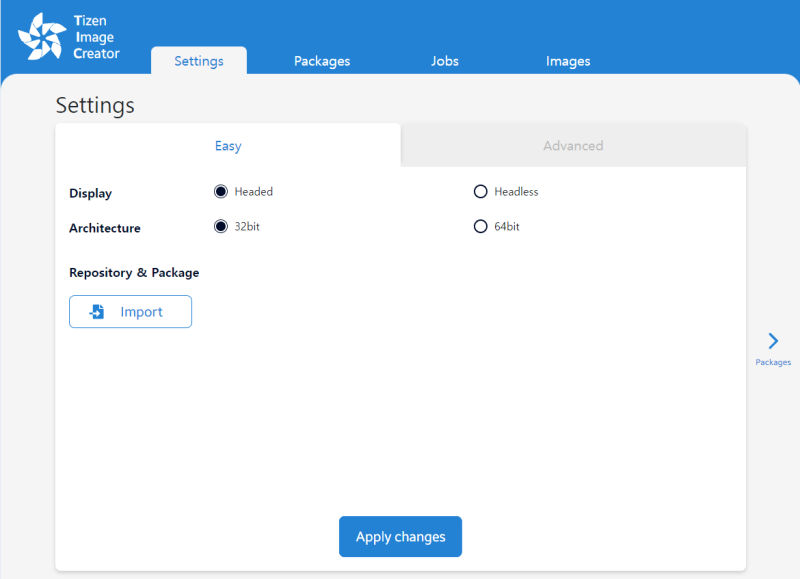 Tizen
Image
Creator
Settings
Packages
Jobs
Images
Settings
Easy
Advanced
Display
Headed
Headless
Architecture
32bit
64bit
Repository & Package
Import
Packages
Apply changes